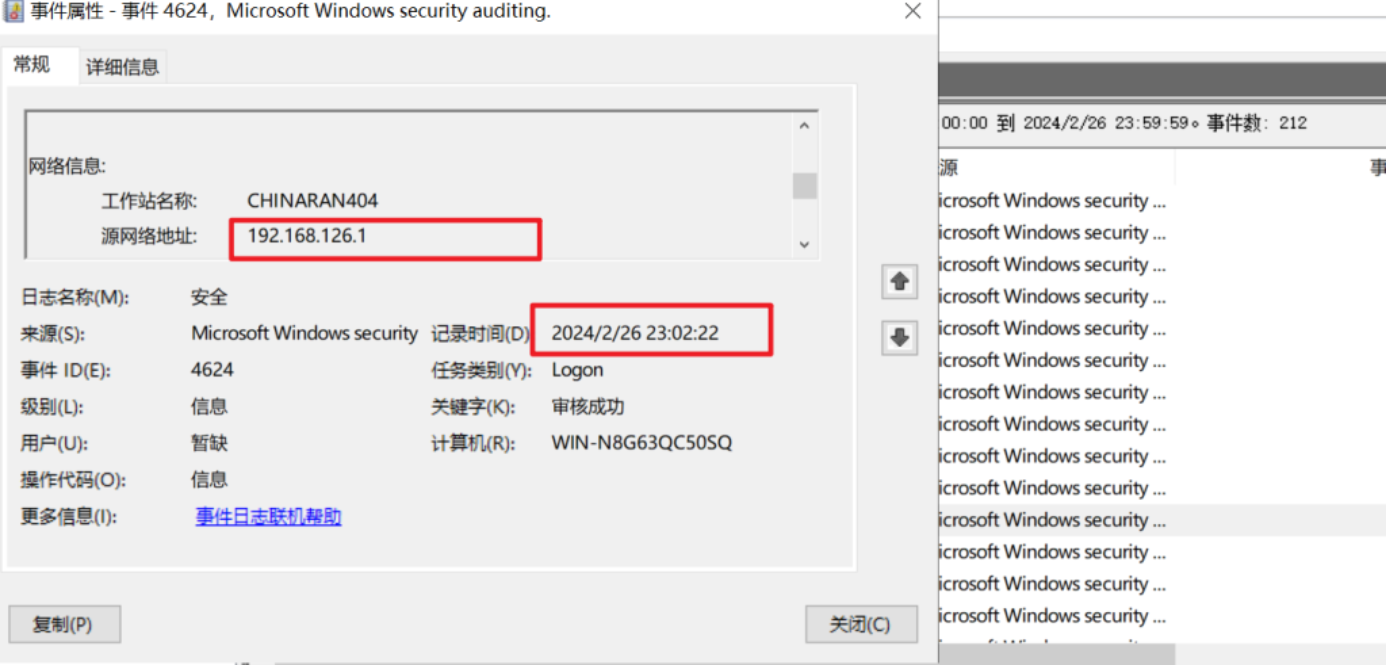 事件属性 - 事件 4624，Microsoft Windows security auditing.
常规
详细信息
网络信息:
工作站名称: CHINARAN404
源网络地址: 192.168.126.1
日志名称(M): 安全
来源(S): Microsoft Windows security 记录时间(D) 2024/2/26 23:02:22
事件 ID(E): 4624 任务类别(Y): Logon
级别(L): 信息 关键字(K): 审核成功
用户(U): 暂缺 计算机(R): WIN-N8G63QC50SQ
操作代码(O): 信息
更多信息(I): 事件日志联机帮助
复制(P)
关闭(C)
00:00 到 2024/2/26 23:59:59。事件数: 212
源 事
icrosoft Windows security ...
icrosoft Windows security ...
icrosoft Windows security ...
icrosoft Windows security ...
icrosoft Windows security ...
icrosoft Windows security ...
icrosoft Windows security ...
icrosoft Windows security ...
icrosoft Windows security ...
icrosoft Windows security ...
icrosoft Windows security ...
icrosoft Windows security ...
icrosoft Windows security ...
icrosoft Windows security ...